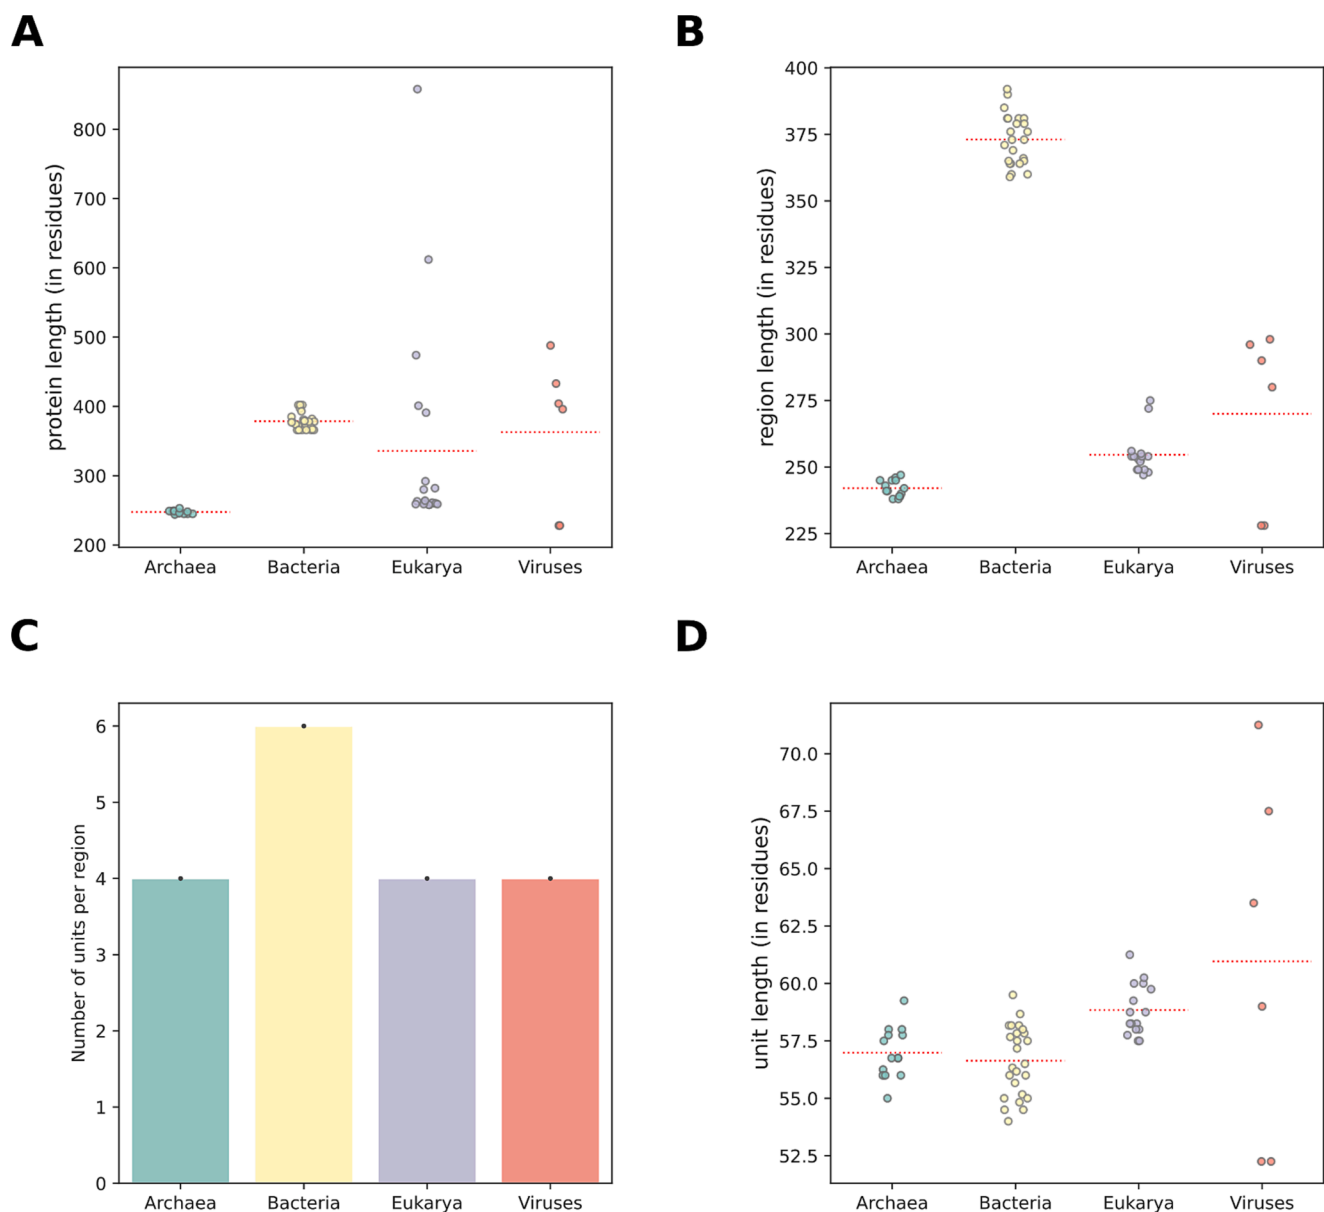 A
protein length (in residues)
800
700
600
500
400
300
200
Archaea Bacteria Eukarya Viruses
B
region length (in residues)
400
375
350
325
300
275
250
225
Archaea Bacteria Eukarya Viruses
C
Number of units per region
6
5
4
3
2
1
0
Archaea Bacteria Eukarya Viruses
D
unit length (in residues)
70.0
67.5
65.0
62.5
60.0
57.5
55.0
52.5
Archaea Bacteria Eukarya Viruses